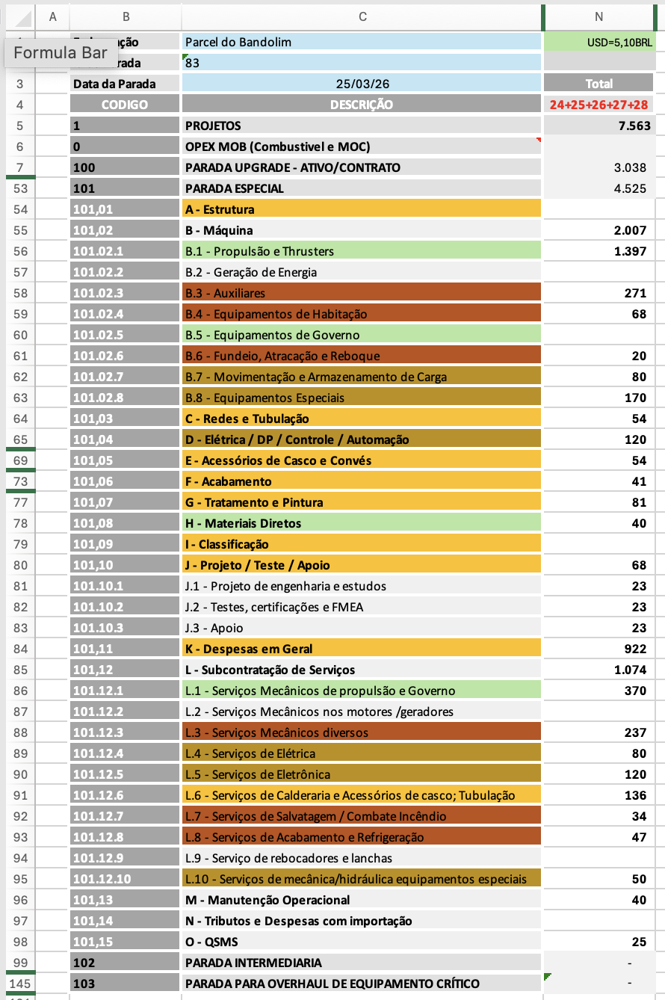 A B C N
ção Parcel do Bandolim USD=5,10BRL
Formula Bar
rada 83
3 Data da Parada 25/03/26 Total
4 CODIGO DESCRIÇÃO 24+25+26+27+28
5 1 PROJETOS 7.563
6 0 OPEX MOB (Combustivel e MOC)
7 100 PARADA UPGRADE - ATIVO/CONTRATO 3.038
53 101 PARADA ESPECIAL 4.525
54 101,01 A - Estrutura
55 101,02 B - Máquina 2.007
56 101.02.1 B.1 - Propulsão e Thrusters 1.397
57 101.02.2 B.2 - Geração de Energia
58 101.02.3 B.3 - Auxiliares 271
59 101.02.4 B.4 - Equipamentos de Habitação 68
60 101.02.5 B.5 - Equipamentos de Governo
61 101.02.6 B.6 - Fundeio, Atracação e Reboque 20
62 101.02.7 B.7 - Movimentação e Armazenamento de Carga 80
63 101.02.8 B.8 - Equipamentos Especiais 170
64 101,03 C - Redes e Tubulação 54
65 101,04 D - Elétrica / DP / Controle / Automação 120
69 101,05 E - Acessórios de Casco e Convés 54
73 101,06 F - Acabamento 41
77 101,07 G - Tratamento e Pintura 81
78 101,08 H - Materiais Diretos 40
79 101,09 I - Classificação
80 101,10 J - Projeto / Teste / Apoio 68
81 101.10.1 J.1 - Projeto de engenharia e estudos 23
82 101.10.2 J.2 - Testes, certificações e FMEA 23
83 101.10.3 J.3 - Apoio 23
84 101,11 K - Despesas em Geral 922
85 101,12 L - Subcontratação de Serviços 1.074
86 101.12.1 L.1 - Serviços Mecânicos de propulsão e Governo 370
87 101.12.2 L.2 - Serviços Mecânicos nos motores /geradores
88 101.12.3 L.3 - Serviços Mecânicos diversos 237
89 101.12.4 L.4 - Serviços de Elétrica 80
90 101.12.5 L.5 - Serviços de Eletrônica 120
91 101.12.6 L.6 - Serviços de Calderaria e Acessórios de casco; Tubulação 136
92 101.12.7 L.7 - Serviços de Salvatagem / Combate Incêndio 34
93 101.12.8 L.8 - Serviços de Acabamento e Refrigeração 47
94 101.12.9 L.9 - Serviço de rebocadores e lanchas
95 101.12.10 L.10 - Serviços de mecânica/hidráulica equipamentos especiais 50
96 101,13 M - Manutenção Operacional 40
97 101,14 N - Tributos e Despesas com importação
98 101,15 O - QSMS 25
99 102 PARADA INTERMEDIARIA -
145 103 PARADA PARA OVERHAUL DE EQUIPAMENTO CRÍTICO -